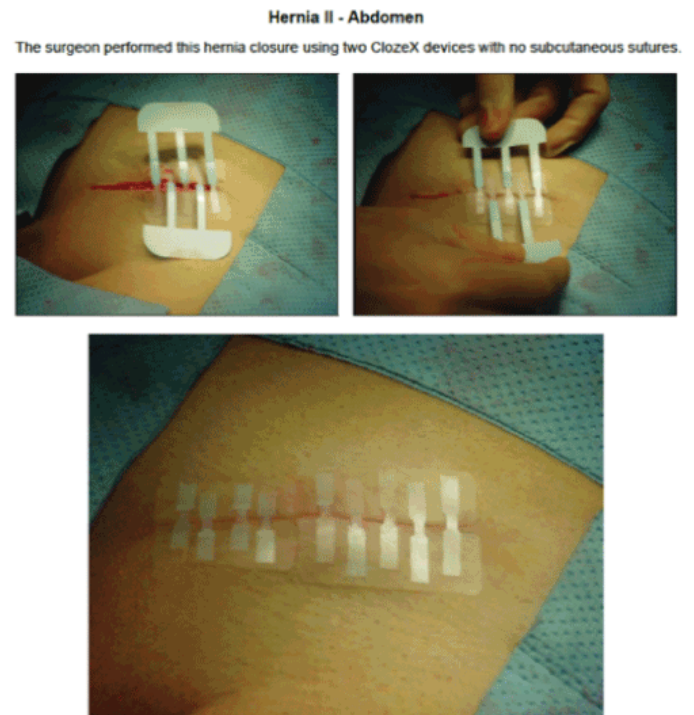 Hernia II - Abdomen
The surgeon performed this hernia closure using two ClozeX devices with no subcutaneous sutures.